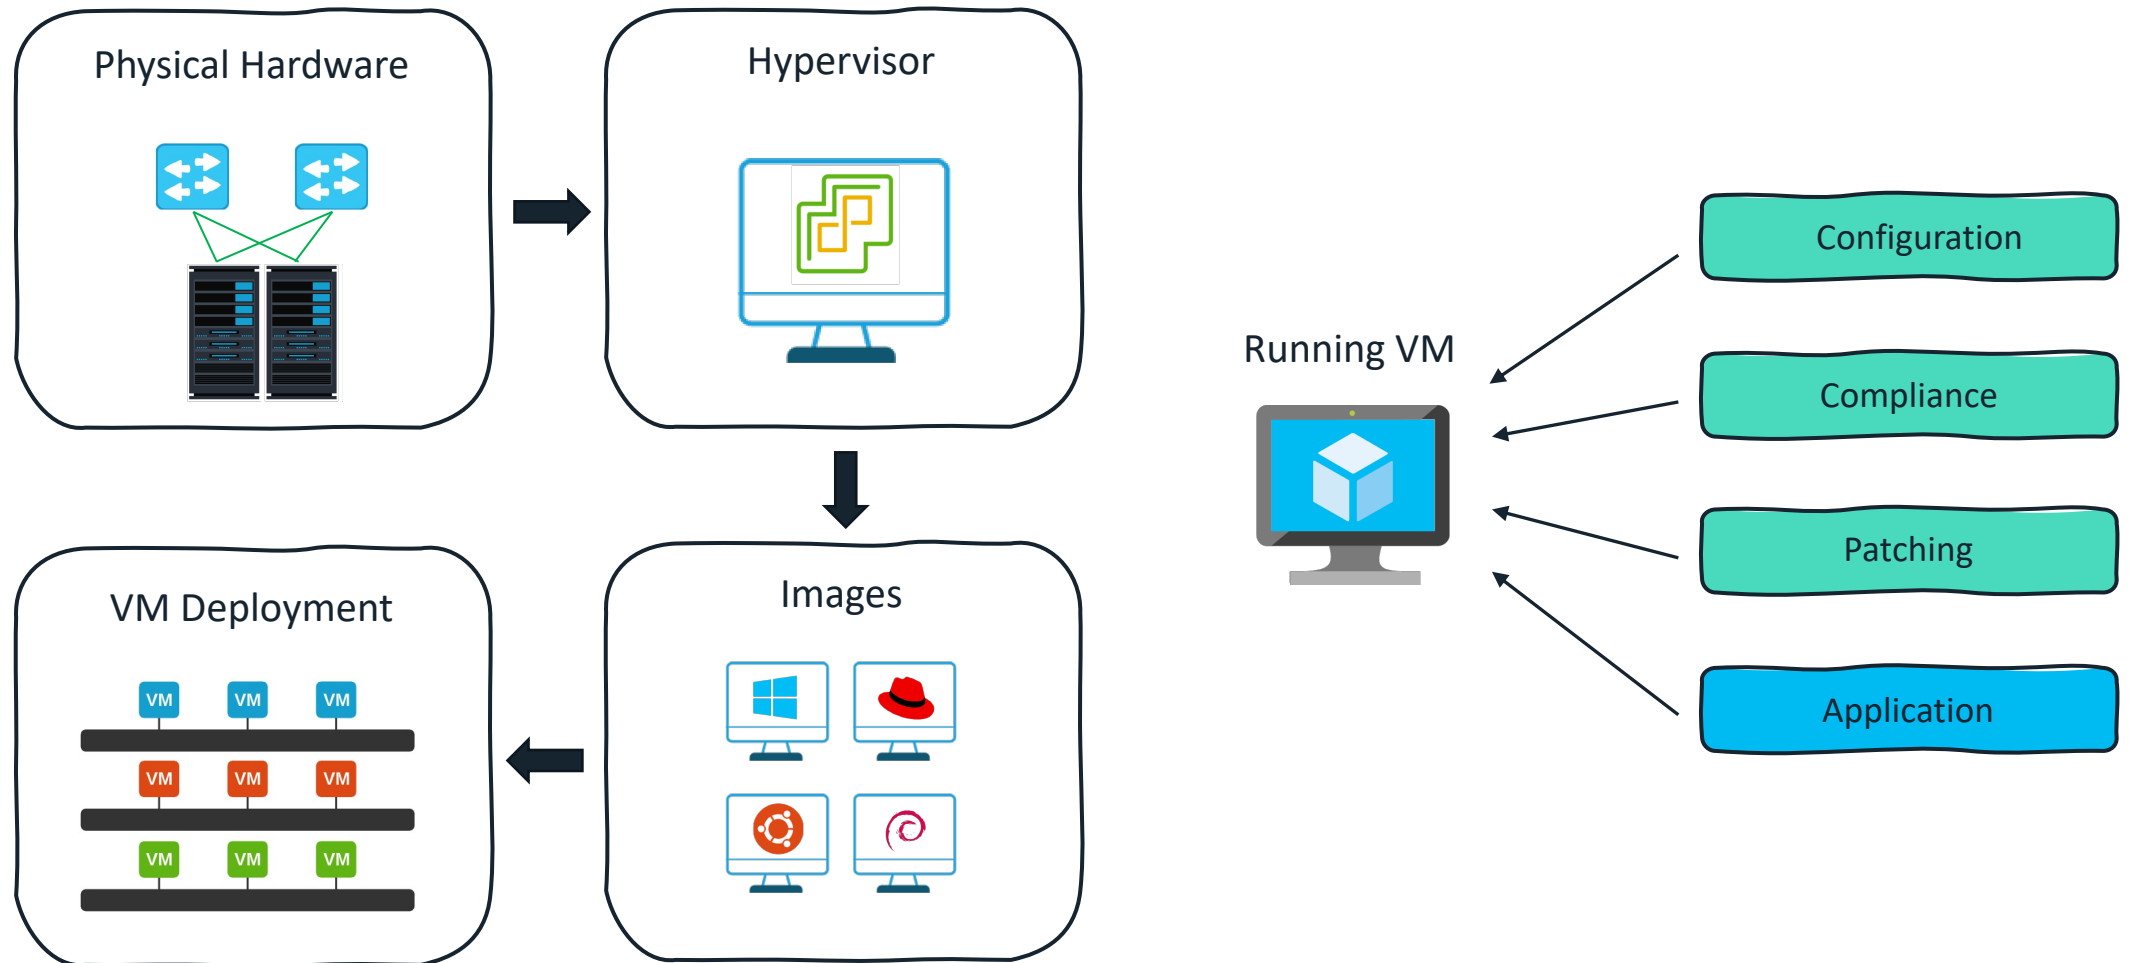 Physical Hardware
Hypervisor
Images
VM Deployment
VM VM VM
VM VM VM
VM VM VM
Running VM
Configuration
Compliance
Patching
Application